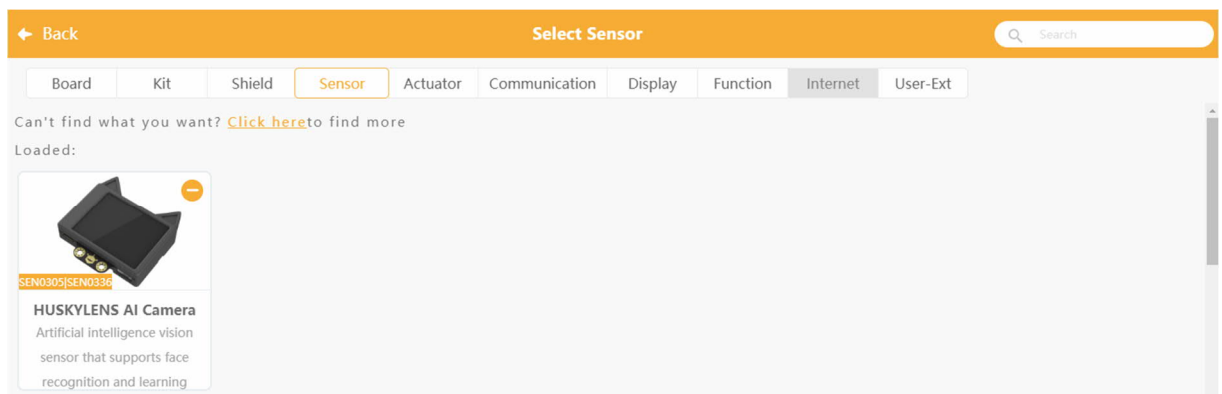 Back
Select Sensor
Search
Board Kit Shield Sensor Actuator Communication Display Function Internet User-Ext
Can't find what you want? Click hereto find more
Loaded:
SEN0305|SEN0336
HUSKYLENS AI Camera
Artificial intelligence vision
sensor that supports face
recognition and learning